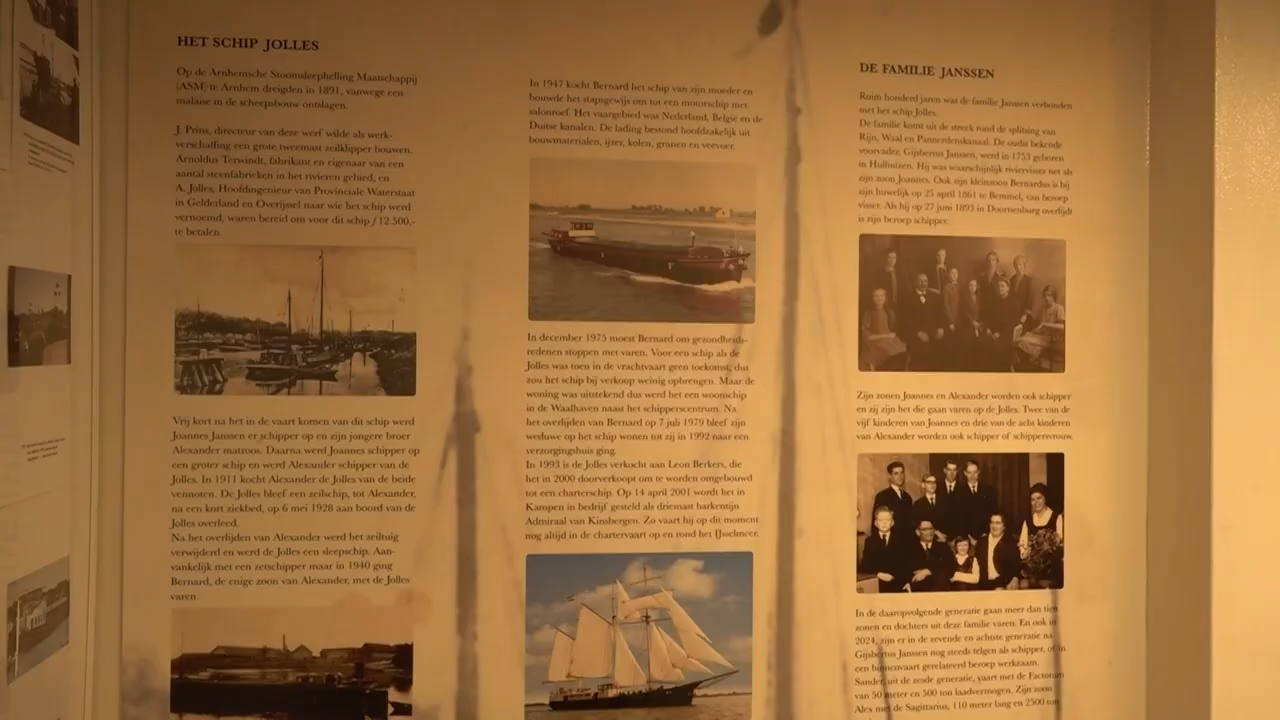 HET SCHIP JOLLES
Op de Arnhemsche Stoomsleephelling Maatschappij
(ASM) te Arnhem dreigden in 1891, vanwege een
malaise in de scheepsbouw ontslagen.
J. Prins, directeur van deze werf wilde als werk-
verschaffing een grote tweemast zeilklipper bouwen.
Arnoldus Terwindt, fabrikant en eigenaar van een
aantal steenfabrieken in het rivieren gebied, en
A. Jolles, Hoofdingenieur van Provinciale Waterstaat
in Gelderland en Overijssel naar wie het schip werd
vernoemd, waren bereid om voor dit schip ƒ 12.500,-
te betalen.
Vrij kort na het in de vaart komen van dit schip werd
Joannes Janssen er schipper op en zijn jongere broer
Alexander matroos. Daarna werd Joannes schipper op
een groter schip en werd Alexander schipper van de
Jolles. In 1911 kocht Alexander de Jolles van de beide
vennoten. De Jolles bleef een zeilschip, tot Alexander,
na een kort ziekbed, op 6 mei 1928 aan boord van de
Jolles overleed.
Na het overlijden van Alexander werd het zeiltuig
verwijderd en werd de Jolles een sleepschip. Aan-
vankelijk met een zetschipper maar in 1940 ging
Bernard, de enige zoon van Alexander, met de Jolles
varen.
In 1947 kocht Bernard het schip van zijn moeder en
bouwde het stapsgewijs om tot een motorschip met
salonroef. Het vaargebied was Nederland, België en de
Duitse kanalen. De lading bestond hoofdzakelijk uit
bouwmaterialen, ijzer, kolen, granen en veevoer.
In december 1975 moest Bernard om gezondheids-
redenen stoppen met varen. Voor een schip als de
Jolles was toen in de vrachtvaart geen toekomst, dus
zou het schip bij verkoop weinig opbrengen. Maar de
woning was uitstekend dus werd het een woonschip
in de Waalhaven naast het schipperscentrum. Na
het overlijden van Bernard op 7 juli 1979 bleef zijn
weduwe op het schip wonen tot zij in 1992 naar een
verzorgingshuis ging.
In 1993 is de Jolles verkocht aan Leon Berkers, die
het in 2000 doorverkoopt om te worden omgebouwd
tot een charterschip. Op 14 april 2001 wordt het in
Kampen in bedrijf gesteld als driemast barkentijn
Admiraal van Kinsbergen. Zo vaart hij op dit moment
nog altijd in de chartervaart op en rond het IJsselmeer.
DE FAMILIE JANSSEN
Ruim honderd jaren was de familie Janssen verbonden
met het schip Jolles.
De familie komt uit de streek rond de splitsing van
Rijn, Waal en Pannerdenskanaal. De oudst bekende
voorvader, Gijsbertus Janssen, werd in 1753 geboren
in Hulhuizen. Hij was waarschijnlijk riviervisser net als
zijn zoon Joannes. Ook zijn kleinzoon Bernardus is bij
zijn huwelijk op 25 april 1861 te Bemmel, van beroep
visser. Als hij op 27 juni 1893 in Doornenburg overlijdt
is zijn beroep schipper.
Zijn zonen Joannes en Alexander worden ook schipper
en zij zijn het die gaan varen op de Jolles. Twee van de
vijf kinderen van Joannes en drie van de acht kinderen
van Alexander worden ook schipper of schippersvrouw.
In de daaropvolgende generatie gaan meer dan tien
zonen en dochters uit deze familie varen. En ook in
2024, zijn er in de zevende en achtste generatie na
Gijsbertus Janssen nog steeds telgen als schipper, of in
een binnenvaart gerelateerd beroep werkzaam.
Sander, uit de zesde generatie, vaart met de Factotum
van 50 meter en 500 ton laadvermogen. Zijn zoon
Alex met de Sagittarius, 110 meter lang en 2500 ton